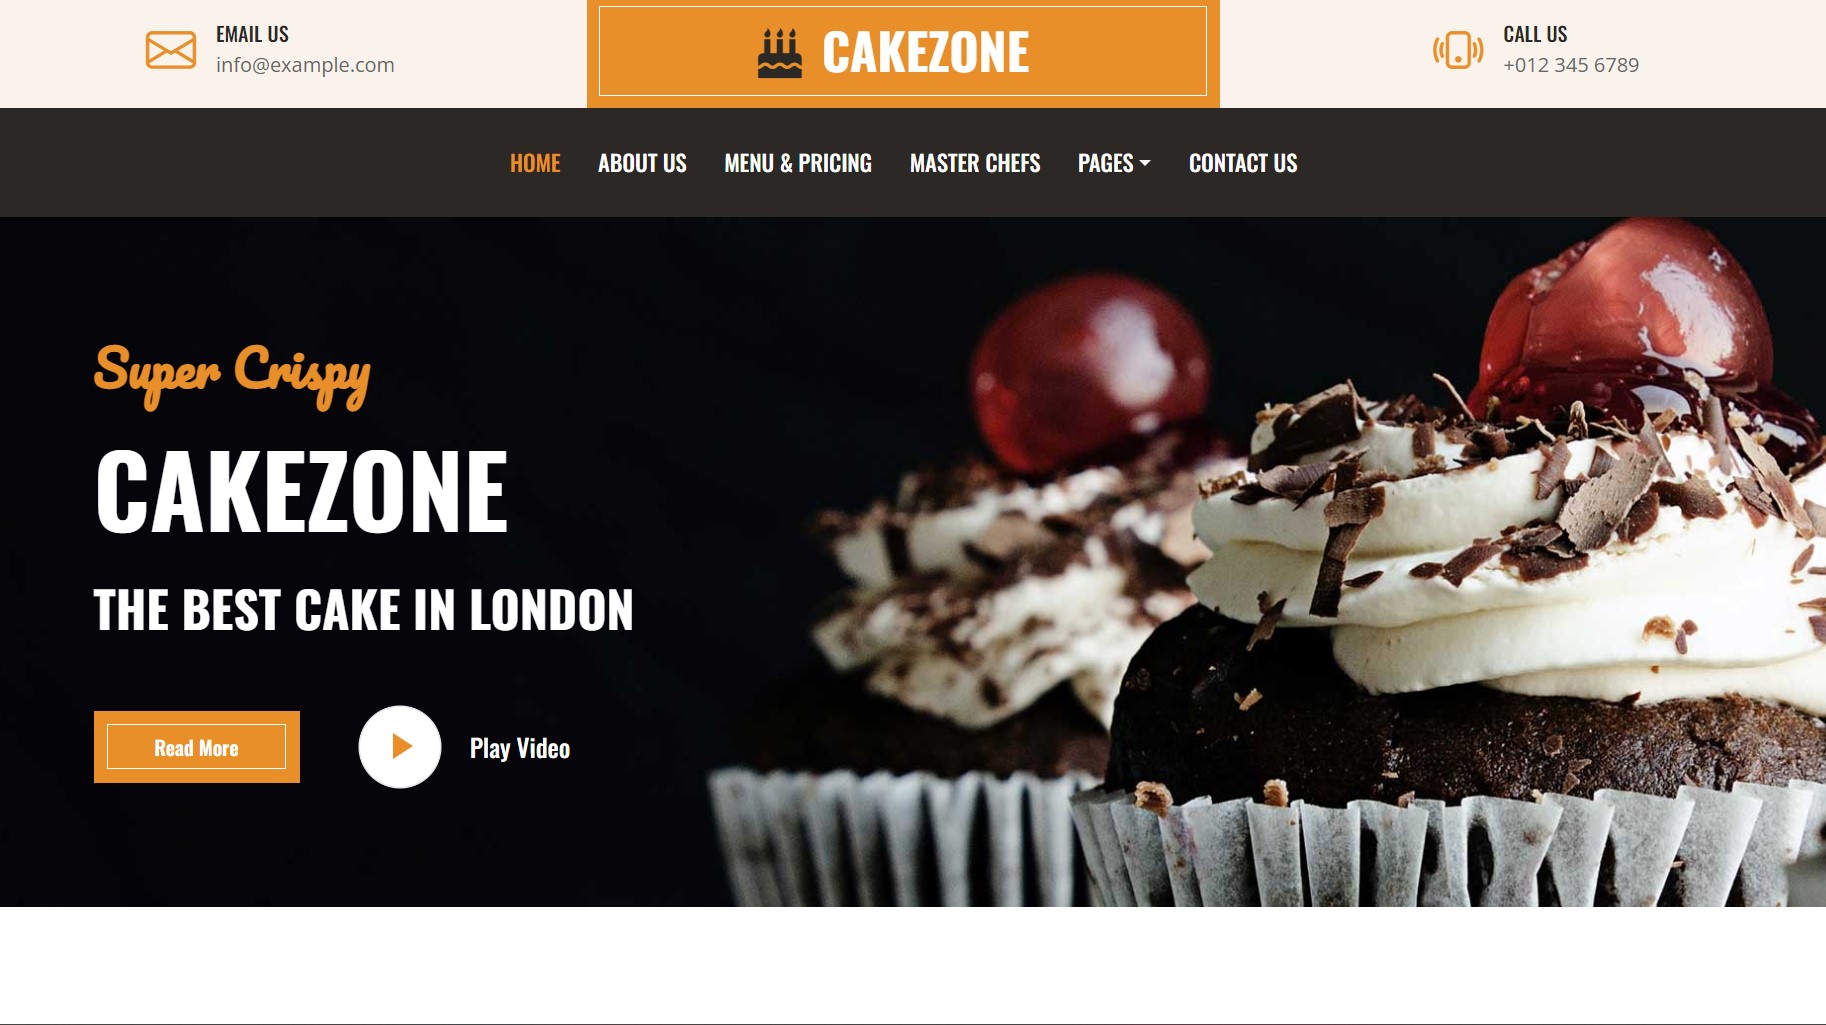 EMAIL US
info@example.com
CAKEZONE
CALL US
+012 345 6789
HOME ABOUT US MENU & PRICING MASTER CHEFS PAGES CONTACT US
Super Crispy
CAKEZONE
THE BEST CAKE IN LONDON
Read More
Play Video